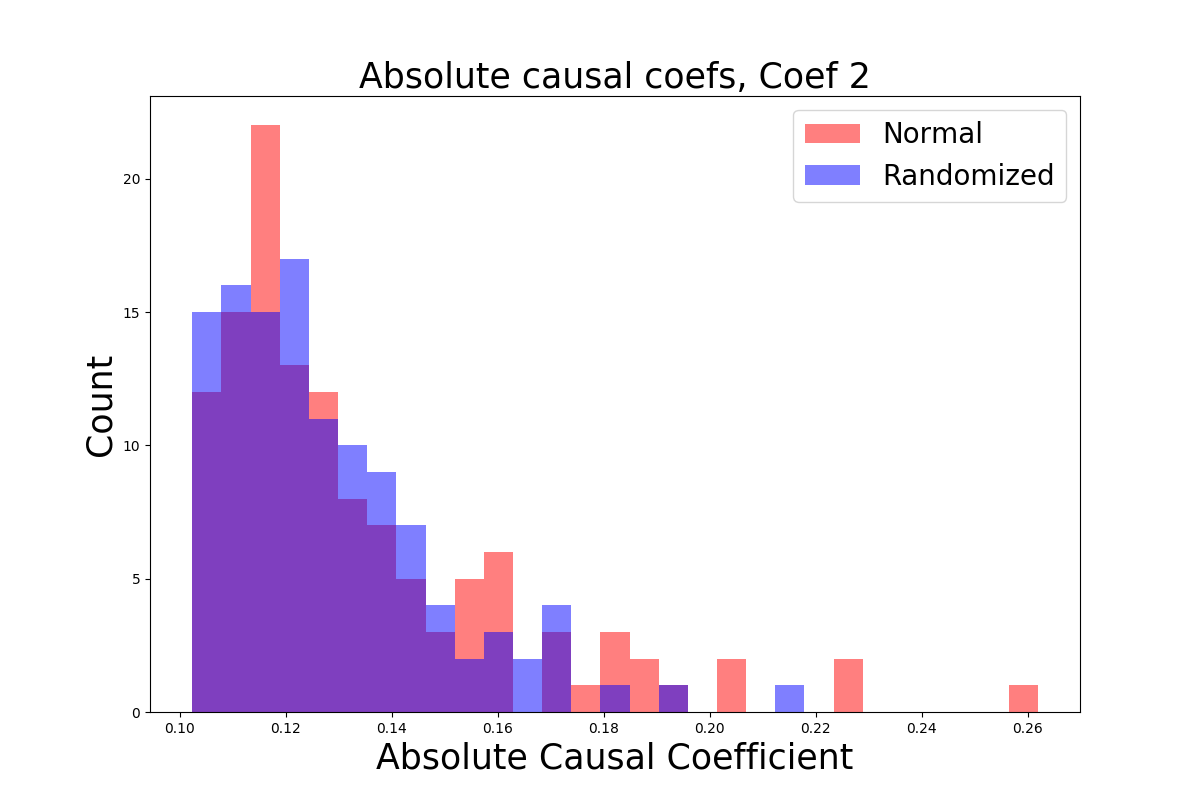 Absolute causal coefs, Coef 2
Normal
Randomized
Count
20
15
10
5
0
0.10 0.12 0.14 0.16 0.18 0.20 0.22 0.24 0.26
Absolute Causal Coefficient